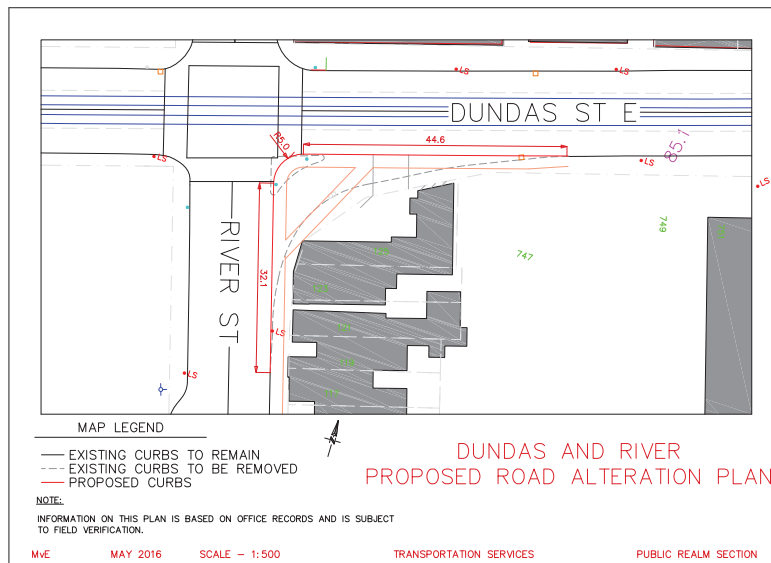 LS
LS
DUNDAS ST E
44.6
R5.0
85.1
LS
LS
LS
RIVER ST
32.1
749
747
LS
LS
MAP LEGEND
EXISTING CURBS TO REMAIN
EXISTING CURBS TO BE REMOVED
PROPOSED CURBS
N
DUNDAS AND RIVER
PROPOSED ROAD ALTERATION PLAN
NOTE:
INFORMATION ON THIS PLAN IS BASED ON OFFICE RECORDS AND IS SUBJECT
TO FIELD VERIFICATION.
MvE MAY 2016 SCALE - 1:500 TRANSPORTATION SERVICES PUBLIC REALM SECTION